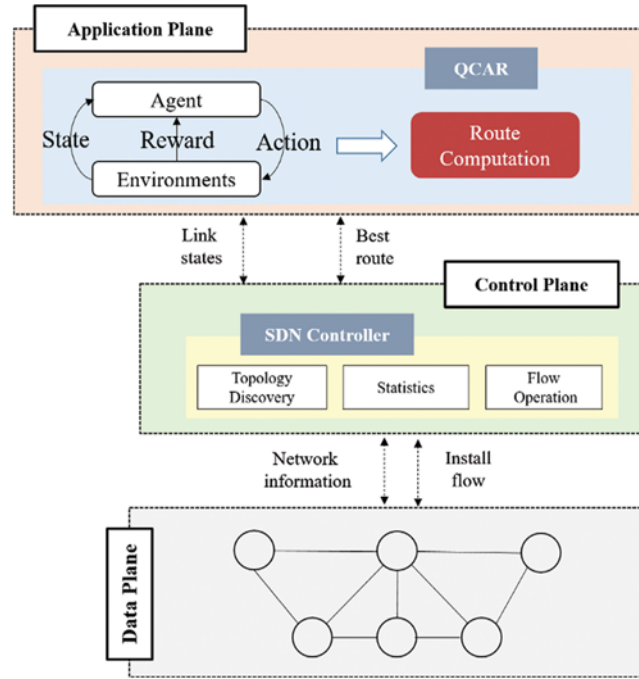 Application Plane
QCAR
Agent
State
Reward
Action
Environments
Route
Computation
Link
states
Best
route
Control Plane
SDN Controller
Topology
Discovery
Statistics
Flow
Operation
Network
information
Install
flow
Data Plane